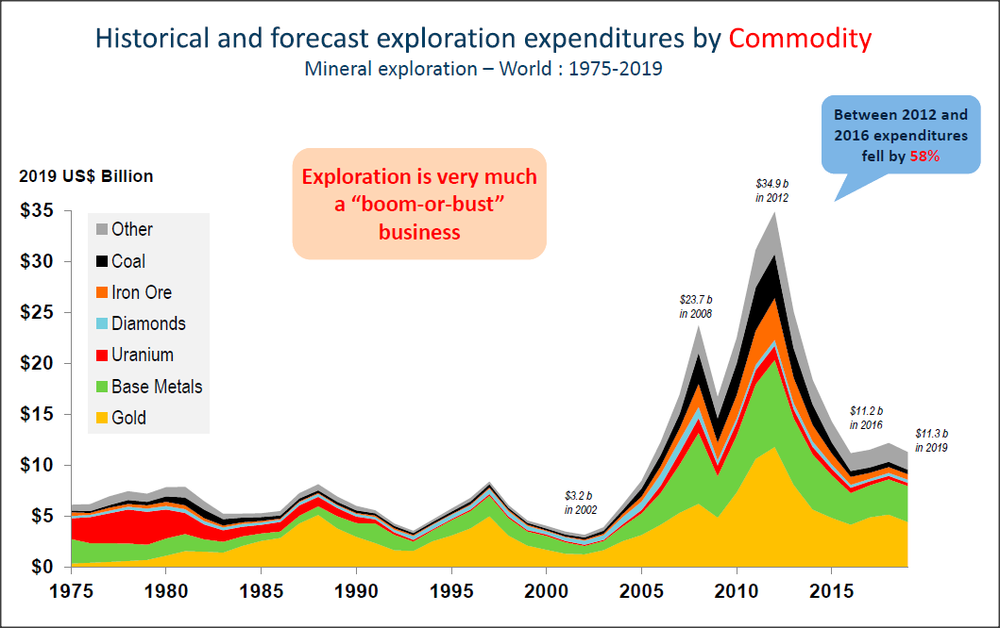 Historical and forecast exploration expenditures by Commodity
Mineral exploration – World : 1975-2019
Between 2012 and
2016 expenditures
fell by 58%
Exploration is very much
a “boom-or-bust”
business
2019 US$ Billion
$35
$30
$25
$20
$15
$10
$5
$0
Other
Coal
Iron Ore
Diamonds
Uranium
Base Metals
Gold
$3.2 b
in 2002
$23.7 b
in 2008
$34.9 b
in 2012
$11.2 b
in 2016
$11.3 b
in 2019
1975
1980
1985
1990
1995
2000
2005
2010
2015